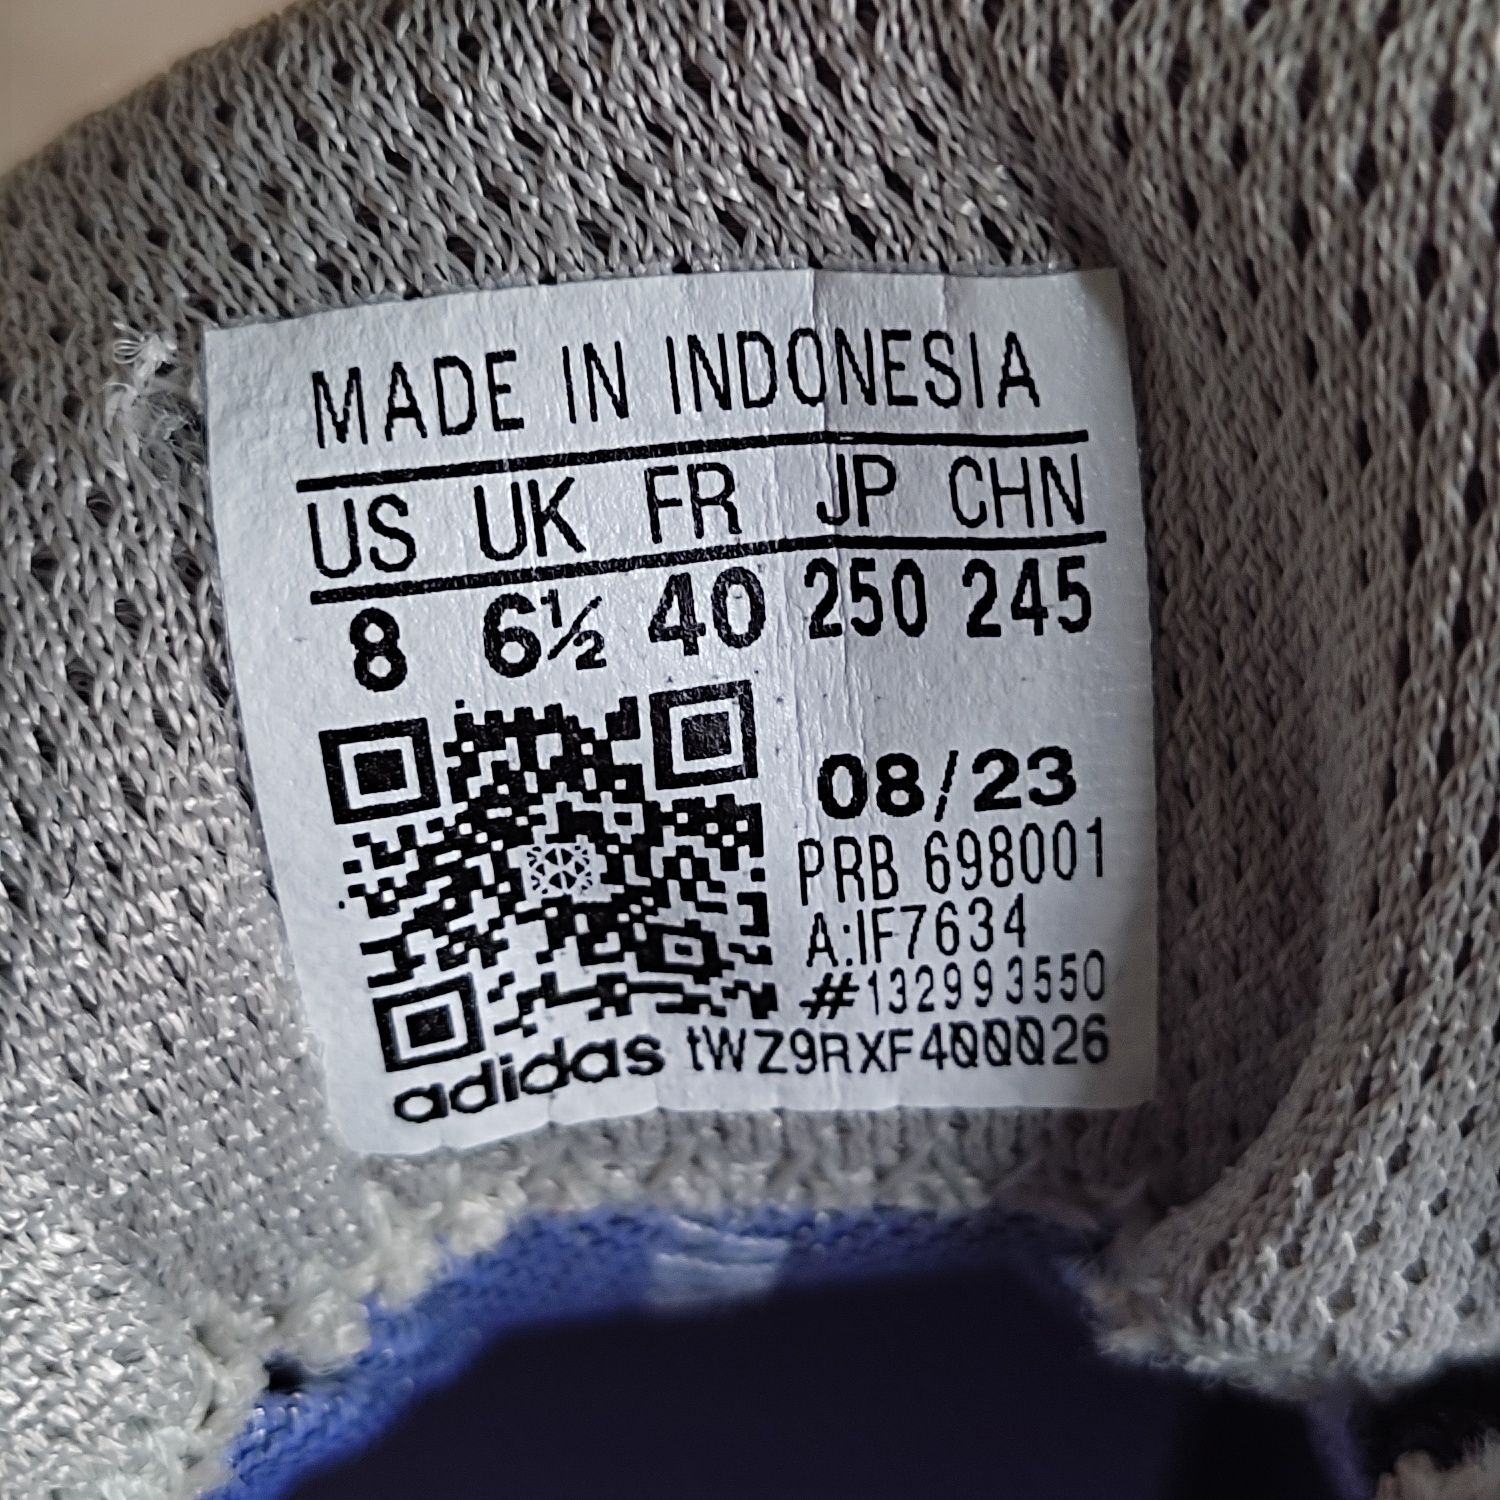 MADE IN INDONESIA
US UK FR JP CHN
8 6½ 40 250 245
08/23
PRB 698001
A:IF7634
#132993550
adidas tWZ9RXF4000026